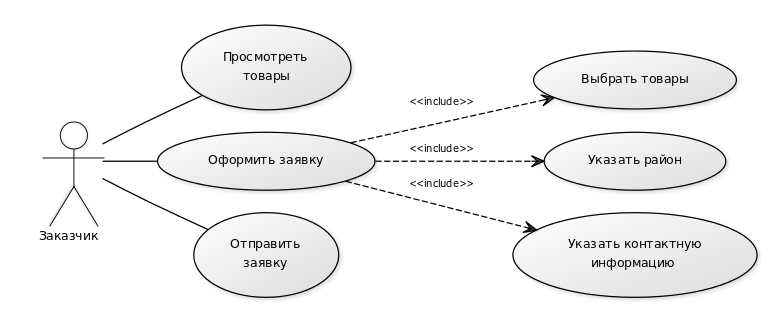 Просмотреть
товары
Выбрать товары
<<include>>
Оформить заявку
<<include>>
Указать район
<<include>>
Заказчик
Отправить
заявку
Указать контактную
информацию